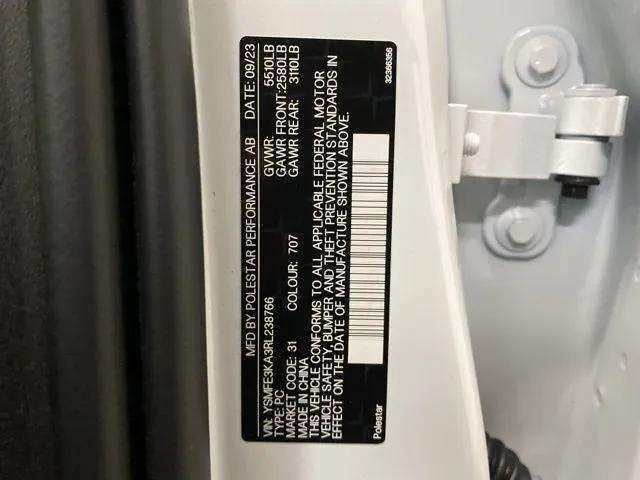 MFD BY POLESTAR PERFORMANCE AB DATE: 09/23
GVWR: 5510LB
GAWR FRONT: 2580LB
GAWR REAR: 3110LB
VIN: YSMFE3KA3RL238766
TYPE: PC
MARKET CODE: 31 COLOUR: 707
MADE IN CHINA
THIS VEHICLE CONFORMS TO ALL APPLICABLE FEDERAL MOTOR
VEHICLE SAFETY, BUMPER AND THEFT PREVENTION STANDARDS IN
EFFECT ON THE DATE OF MANUFACTURE SHOWN ABOVE.
Polestar
32366356